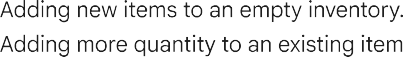 Adding new items to an empty inventory.
Adding more quantity to an existing item